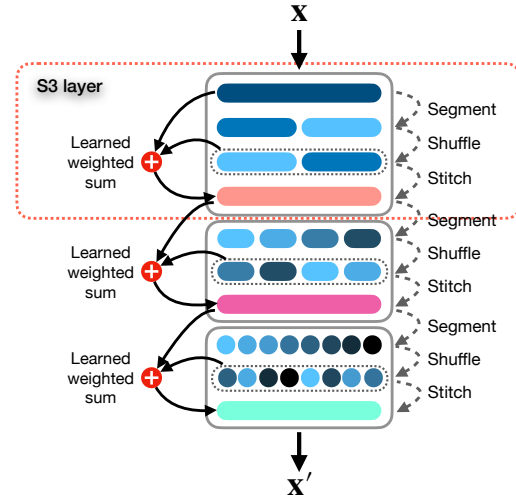 x
S3 layer
Segment
Shuffle
Stitch
Learned
weighted
sum
Segment
Shuffle
Stitch
Learned
weighted
sum
Segment
Shuffle
Stitch
Learned
weighted
sum
x′